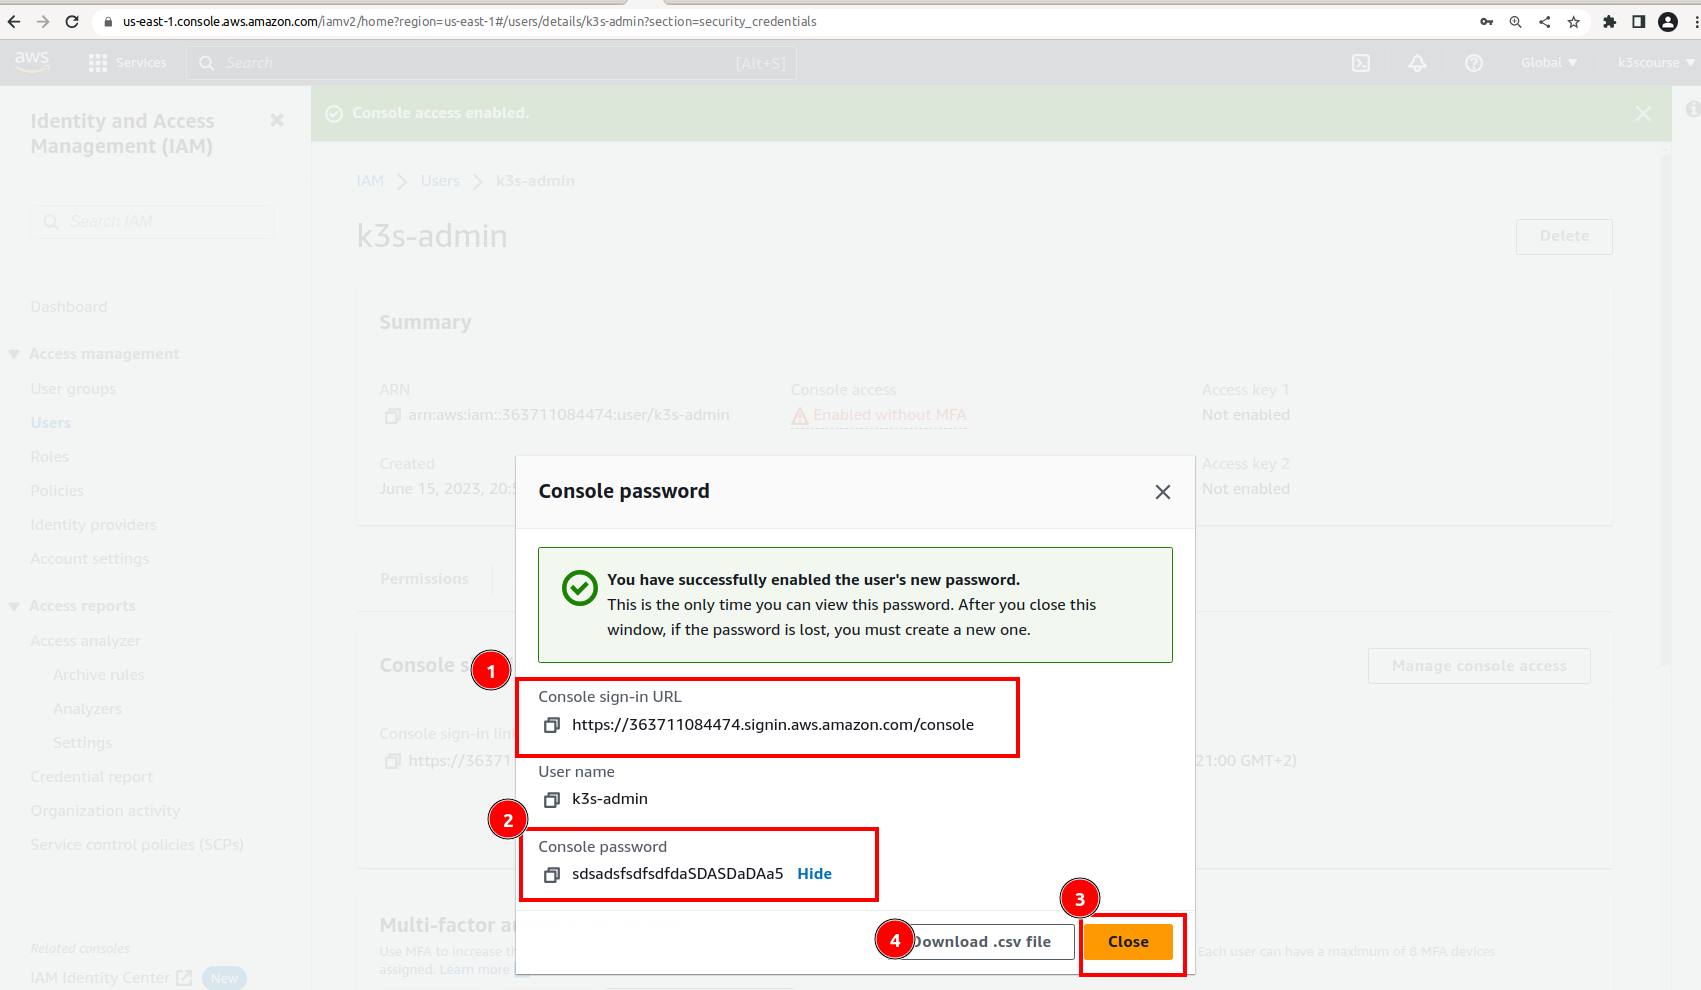 us-east-1.console.aws.amazon.com/iamv2/home?region=us-east-1#/users/details/k3s-admin?section=security_credentials
aws
Services
Search
[Alt+S]
Global
k3scourse
Identity and Access
Management (IAM)
Search IAM
Dashboard
Access management
User groups
Users
Roles
Policies
Identity providers
Account settings
Access reports
Access analyzer
Archive rules
Analyzers
Settings
Credential report
Organization activity
Service control policies (SCPs)
Related consoles
IAM Identity Center
New
Console access enabled.
IAM
Users
k3s-admin
k3s-admin
Delete
Summary
ARN
arn:aws:iam::363711084474:user/k3s-admin
Console access
Enabled without MFA
Access key 1
Not enabled
Created
June 15, 2023, 20:5
Access key 2
Not enabled
Permissions
Console s
Manage console access
Console sign-in lin
https://36371
21:00 GMT+2)
Multi-factor a
Use MFA to increase th
Each user can have a maximum of 8 MFA devices
assigned. Learn more
Console password
You have successfully enabled the user's new password.
This is the only time you can view this password. After you close this
window, if the password is lost, you must create a new one.
1
Console sign-in URL
https://363711084474.signin.aws.amazon.com/console
User name
k3s-admin
2
Console password
sdsadsfsdfsdfdaSDASDaDAa5
Hide
3
4
Download .csv file
Close